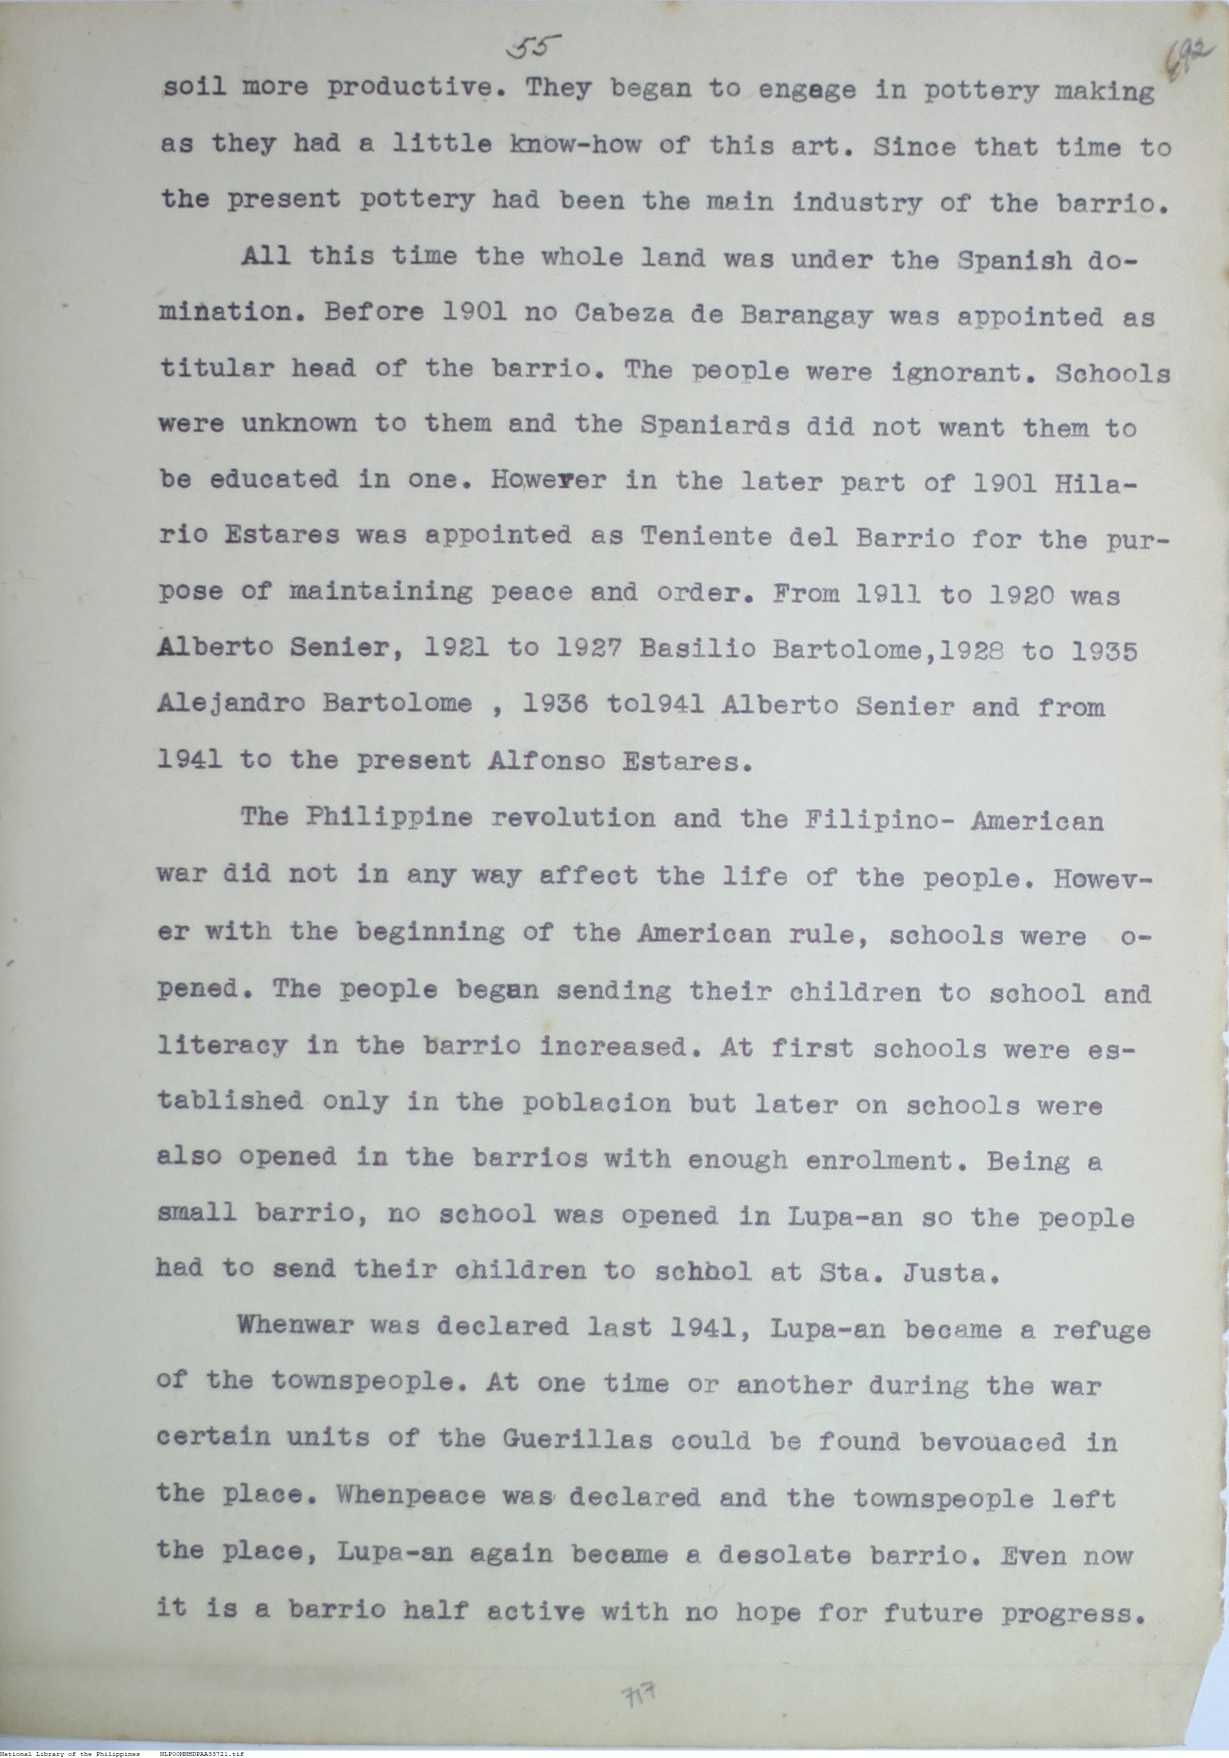 55
692
soil more productive. They began to engage in pottery making
as they had a little know-how of this art. Since that time to
the present pottery had been the main industry of the barrio.
All this time the whole land was under the Spanish do-
mination. Before 1901 no Cabeza de Barangay was appointed as
titular head of the barrio. The people were ignorant. Schools
were unknown to them and the Spaniards did not want them to
be educated in one. However in the later part of 1901 Hila-
rio Estares was appointed as Teniente del Barrio for the pur-
pose of maintaining peace and order. From 1911 to 1920 was
Alberto Senier, 1921 to 1927 Basilio Bartolome,1928 to 1935
Alejandro Bartolome , 1936 to1941 Alberto Senier and from
1941 to the present Alfonso Estares.
The Philippine revolution and the Filipino- American
war did not in any way affect the life of the people. Howev-
er with the beginning of the American rule, schools were o-
pened. The people began sending their children to school and
literacy in the barrio increased. At first schools were es-
tablished only in the poblacion but later on schools were
also opened in the barrios with enough enrolment. Being a
small barrio, no school was opened in Lupa-an so the people
had to send their children to school at Sta. Justa.
Whenwar was declared last 1941, Lupa-an became a refuge
of the townspeople. At one time or another during the war
certain units of the Guerillas could be found bevouaced in
the place. Whenpeace was declared and the townspeople left
the place, Lupa-an again became a desolate barrio. Even now
it is a barrio half active with no hope for future progress.
717
National Library of the Philippines